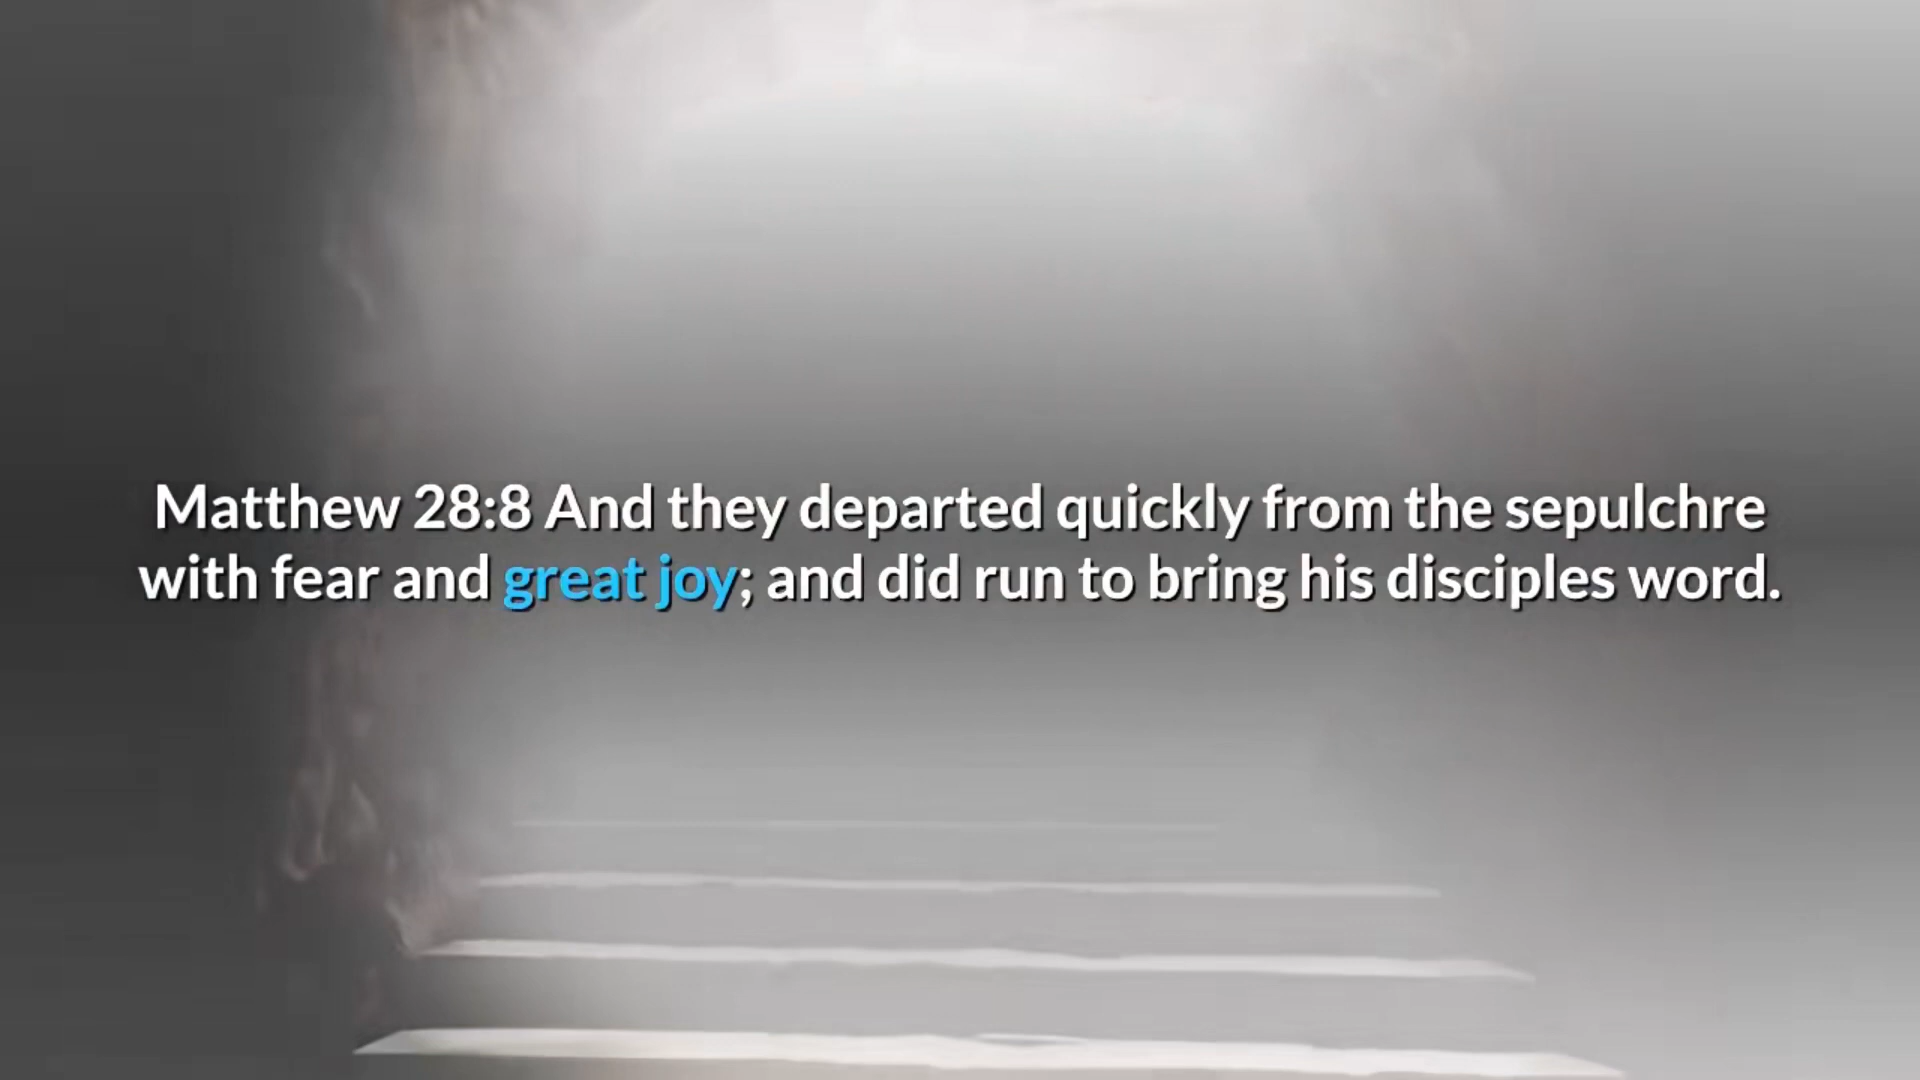 Matthew 28:8 And they departed quickly from the sepulchre
with fear and great joy; and did run to bring his disciples word.